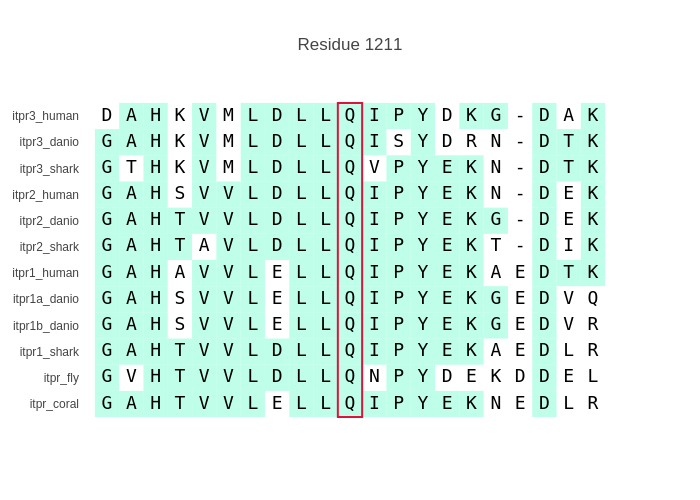 Residue 1211
itpr3_human D A H K V M L D L L Q I P Y D K G - D A K
itpr3_danio G A H K V M L D L L Q I S Y D R N - D T K
itpr3_shark G T H K V M L D L L Q V P Y E K N - D T K
itpr2_human G A H S V V L D L L Q I P Y E K N - D E K
itpr2_danio G A H T V V L D L L Q I P Y E K G - D E K
itpr2_shark G A H T A V L D L L Q I P Y E K T - D I K
itpr1_human G A H A V V L E L L Q I P Y E K A E D T K
itpr1a_danio G A H S V V L E L L Q I P Y E K G E D V Q
itpr1b_danio G A H S V V L E L L Q I P Y E K G E D V R
itpr1_shark G A H T V V L D L L Q I P Y E K A E D L R
itpr_fly G V H T V V L D L L Q N P Y D E K D D E L
itpr_coral G A H T V V L E L L Q I P Y E K N E D L R